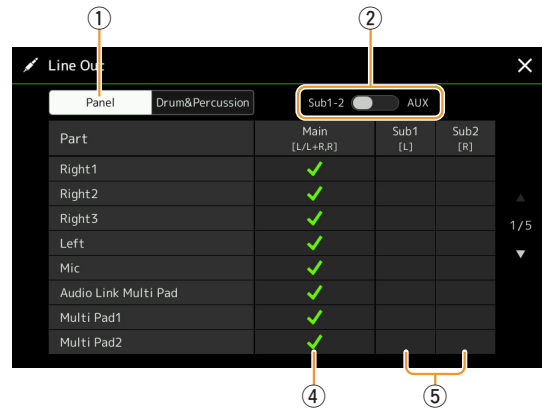 ① ②
Line Out
Panel Drum&Percussion Sub1-2 AUX
Part Main Sub1 Sub2
[L/L+R,R] [L] [R]
Right1
Right2
Right3
1/5
Left
Mic
Audio Link Multi Pad
Multi Pad1
Multi Pad2
④ ⑤